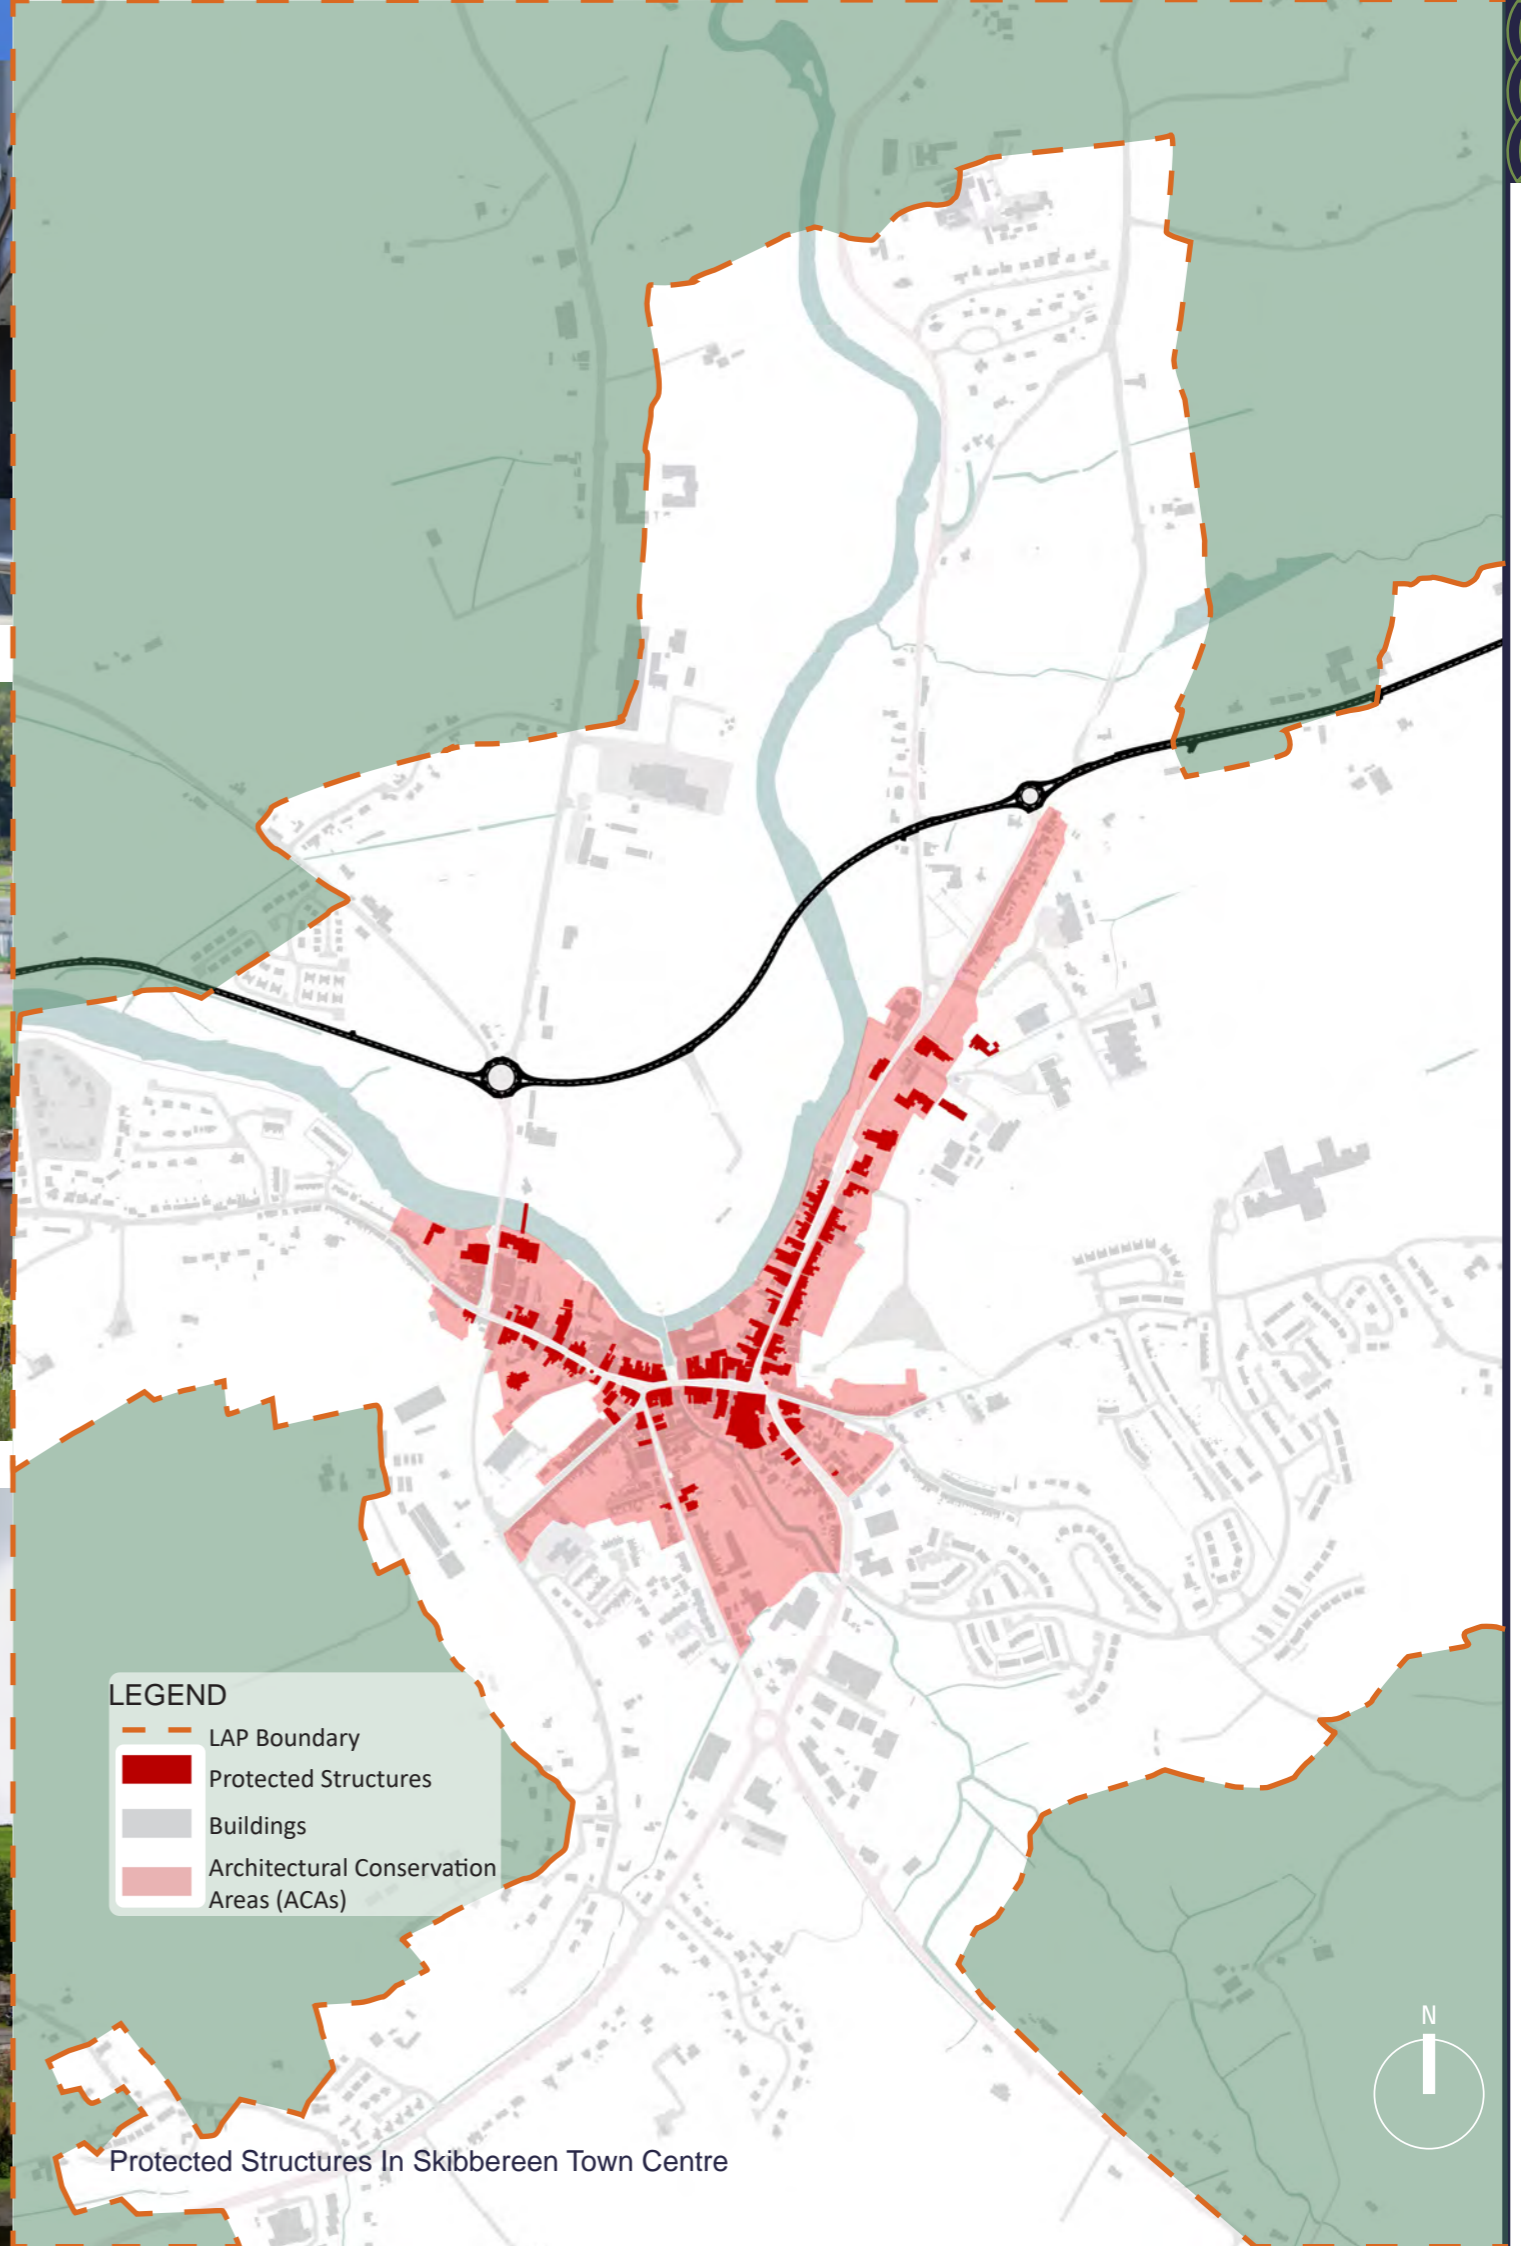 LEGEND
LAP Boundary
Protected Structures
Buildings
Architectural Conservation
Areas (ACAs)
N
Protected Structures In Skibbereen Town Centre